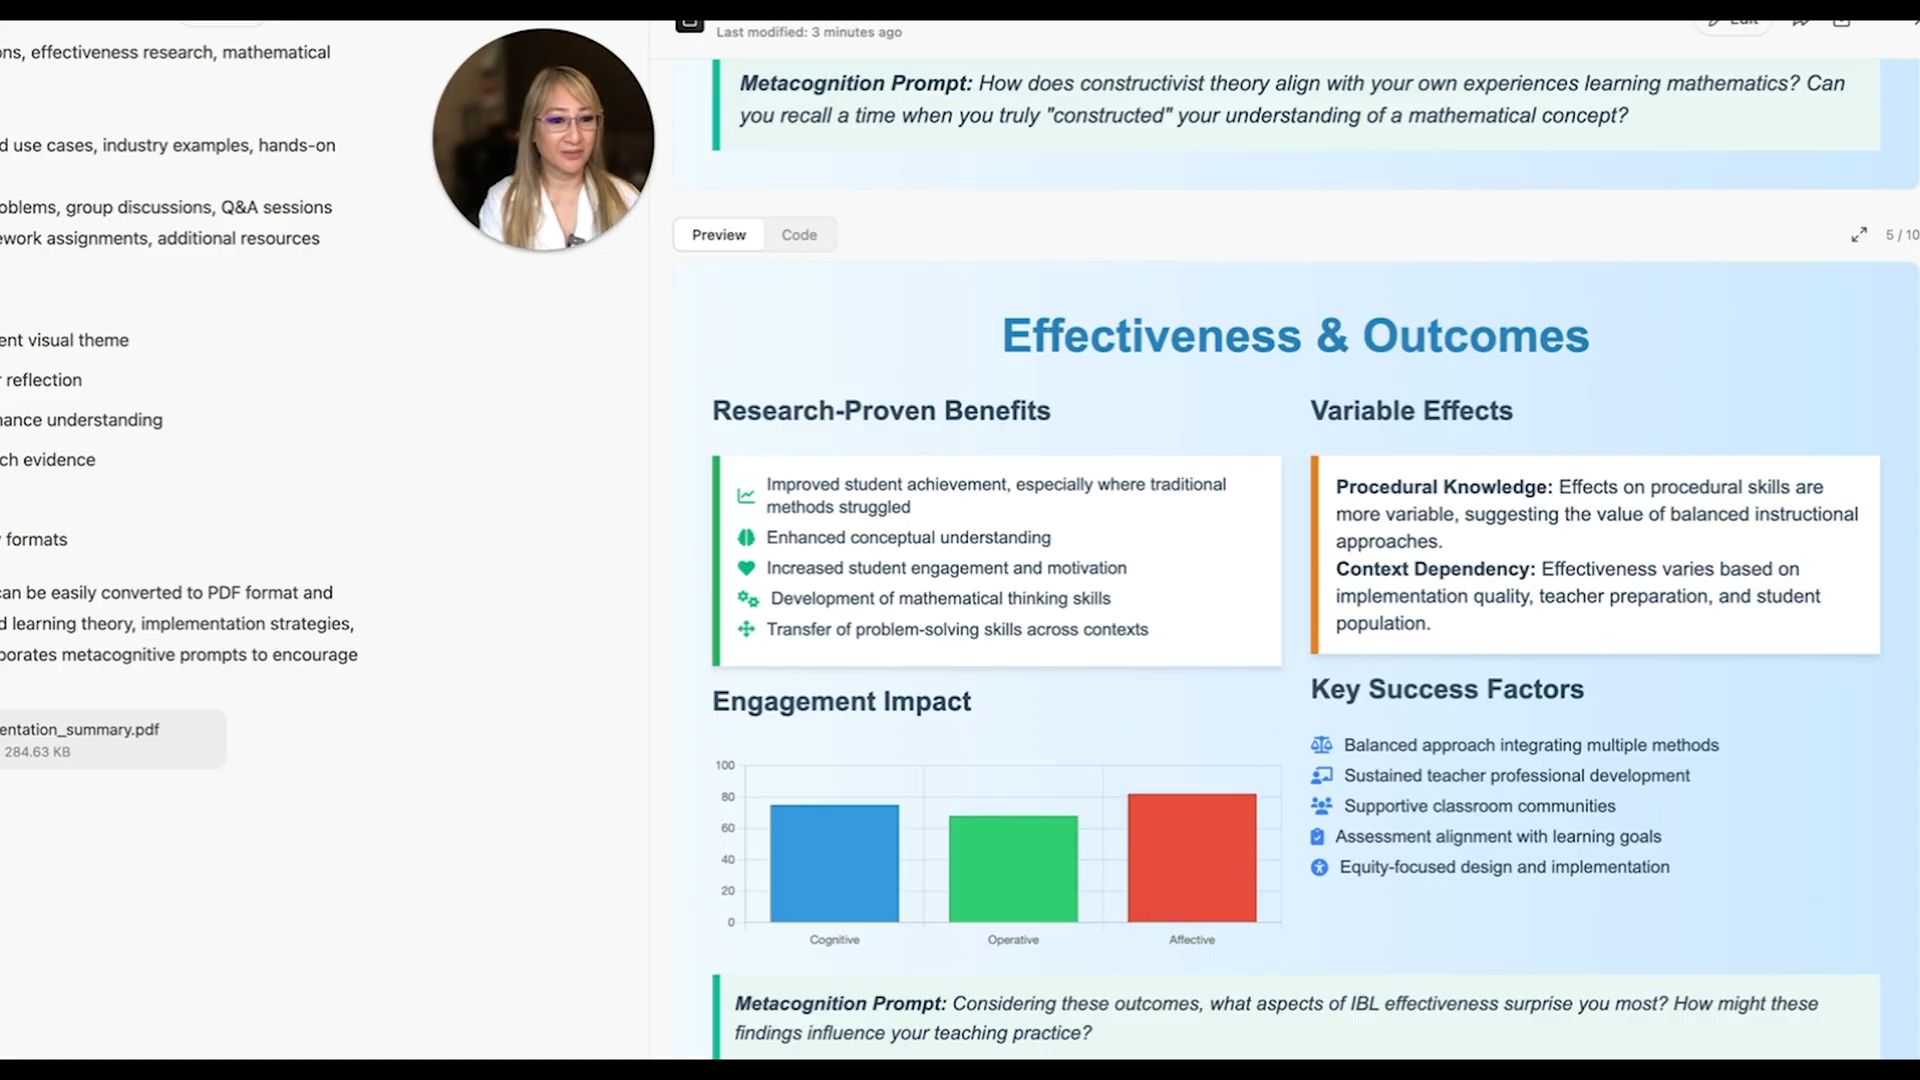 ons, effectiveness research, mathematical
d use cases, industry examples, hands-on
oblems, group discussions, Q&A sessions
ework assignments, additional resources
ent visual theme
r reflection
nance understanding
rch evidence
y formats
can be easily converted to PDF format and
d learning theory, implementation strategies,
porates metacognitive prompts to encourage
entation_summary.pdf
284.63 KB
Edit
Last modified: 3 minutes ago
Metacognition Prompt: How does constructivist theory align with your own experiences learning mathematics? Can
you recall a time when you truly "constructed" your understanding of a mathematical concept?
Preview
Code
5 / 10
Effectiveness & Outcomes
Research-Proven Benefits
Improved student achievement, especially where traditional
methods struggled
Enhanced conceptual understanding
Increased student engagement and motivation
Development of mathematical thinking skills
Transfer of problem-solving skills across contexts
Variable Effects
Procedural Knowledge: Effects on procedural skills are
more variable, suggesting the value of balanced instructional
approaches.
Context Dependency: Effectiveness varies based on
implementation quality, teacher preparation, and student
population.
Engagement Impact
100
80
60
40
20
0
Cognitive
Operative
Affective
Key Success Factors
Balanced approach integrating multiple methods
Sustained teacher professional development
Supportive classroom communities
Assessment alignment with learning goals
Equity-focused design and implementation
Metacognition Prompt: Considering these outcomes, what aspects of IBL effectiveness surprise you most? How might these
findings influence your teaching practice?